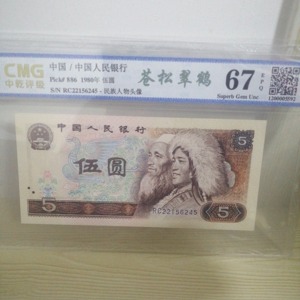 CMG
中乾评级
中国/中国人民银行
Pick# 886 1980年 伍圆
S/N RC22156245 - 民族人物头像
苍松翠鹤
67 EPQ
Superb Gem Unc
中国人民银行
伍圆
5
5
5
RC22156245